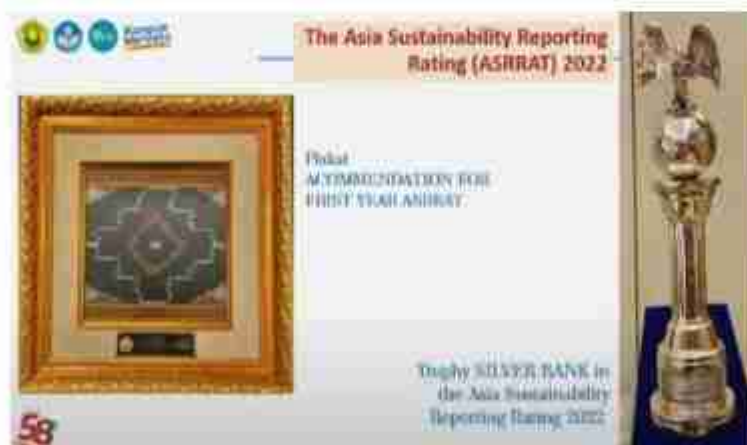 The Asia Sustainability Reporting
Rating (ASRRAT) 2022
Plakat
ACOMMENDATION FOR
FIRST YEAR ASRRAT
Trophy SILVER RANK in
the Asia Sustainability
Reporting Rating 2022
58